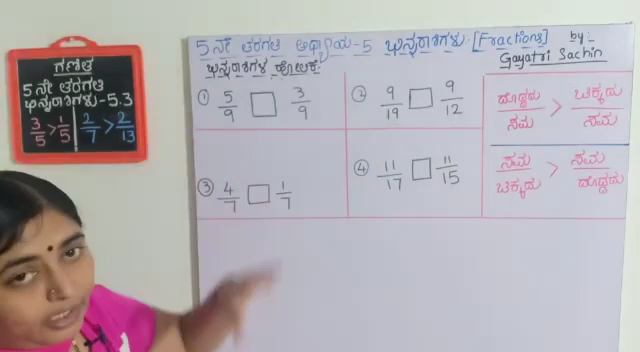 ಗಣಿತ
5ನೇ ತರಗತಿ
ಭಿನ್ನರಾಶಿಗಳು-5.3
3/5 > 1/5 2/7 > 2/13
5ನೇ ತರಗತಿ ಅಧ್ಯಾಯ-5 ಭಿನ್ನರಾಶಿಗಳು [Fractions] by:-
ಭಿನ್ನರಾಶಿಗಳ ಹೋಲಿಕೆ: Gayatri Sachin
① 5/9 □ 3/9
② 9/19 □ 9/12
③ 4/7 □ 1/7
④ 11/17 □ 11/15
ದೊಡ್ಡದು/ಸಮ > ಚಿಕ್ಕದು/ಸಮ
ಸಮ/ಚಿಕ್ಕದು > ಸಮ/ದೊಡ್ಡದು